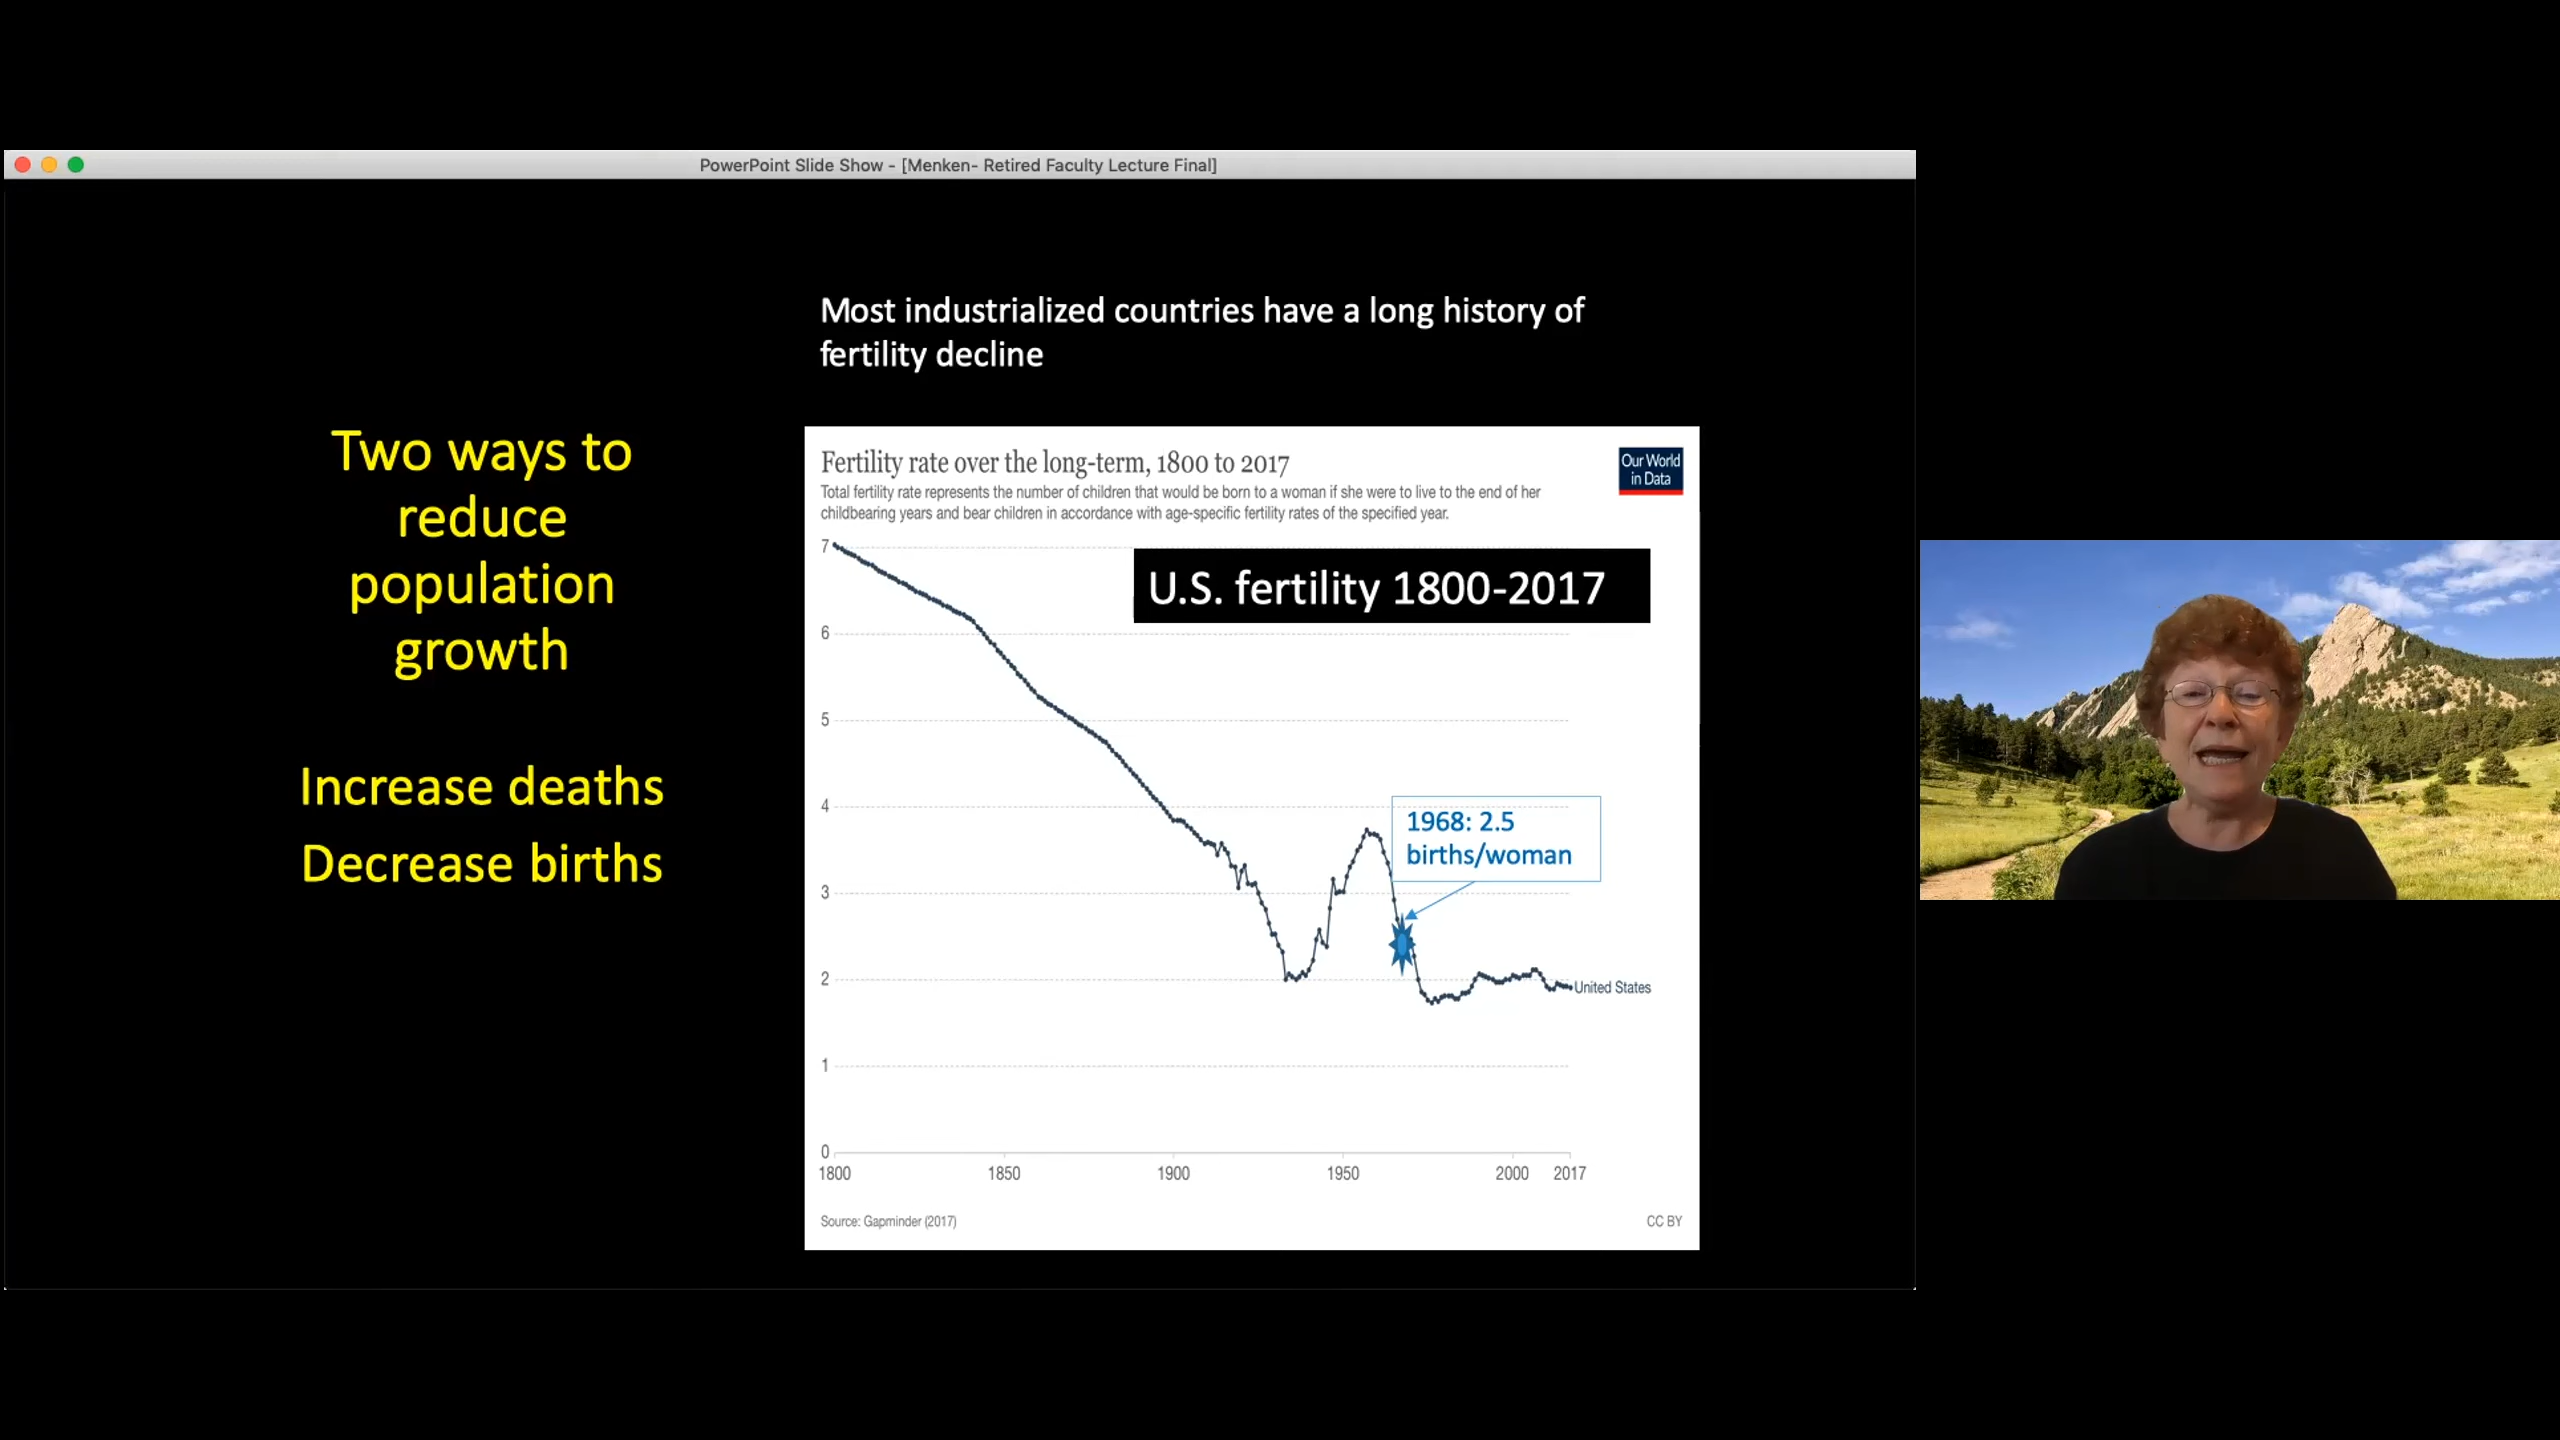 PowerPoint Slide Show - [Menken- Retired Faculty Lecture Final]
Most industrialized countries have a long history of
fertility decline
Two ways to
reduce
population
growth
Increase deaths
Decrease births
Fertility rate over the long-term, 1800 to 2017
Our World
in Data
Total fertility rate represents the number of children that would be born to a woman if she were to live to the end of her
childbearing years and bear children in accordance with age-specific fertility rates of the specified year.
U.S. fertility 1800-2017
7
6
5
4
3
2
1
0
1968: 2.5
births/woman
United States
1800 1850 1900 1950 2000 2017
Source: Gapminder (2017)
CC BY